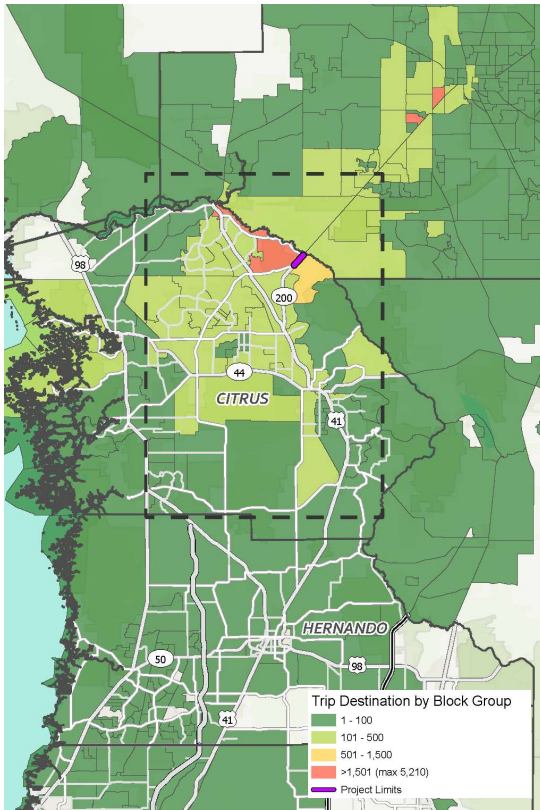 98
200
44
CITRUS
41
HERNANDO
50
98
41
Trip Destination by Block Group
1 - 100
101 - 500
501 - 1,500
>1,501 (max 5,210)
Project Limits